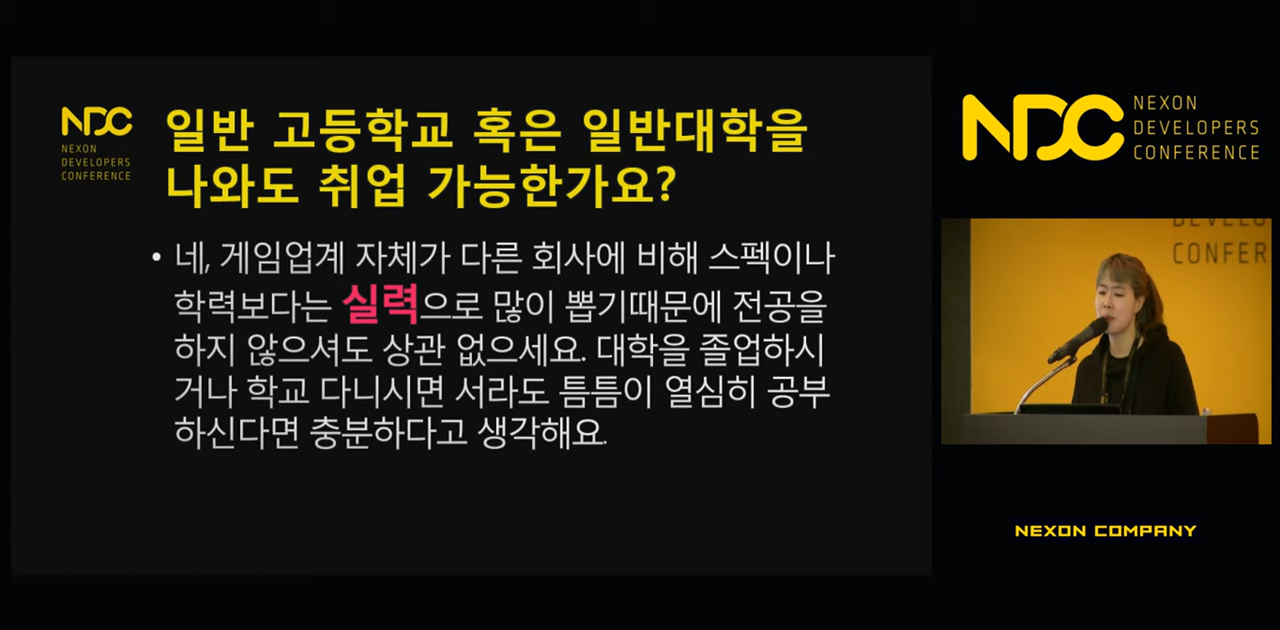 NDC
NEXON
DEVELOPERS
CONFERENCE
일반 고등학교 혹은 일반대학을
나와도 취업 가능한가요?
• 네, 게임업계 자체가 다른 회사에 비해 스펙이나
학력보다는 실력으로 많이 뽑기때문에 전공을
하지 않으셔도 상관 없으세요. 대학을 졸업하시
거나 학교 다니시면 서라도 틈틈이 열심히 공부
하신다면 충분하다고 생각해요.
NDC
NEXON
DEVELOPERS
CONFERENCE
CONFER
NEXON COMPANY